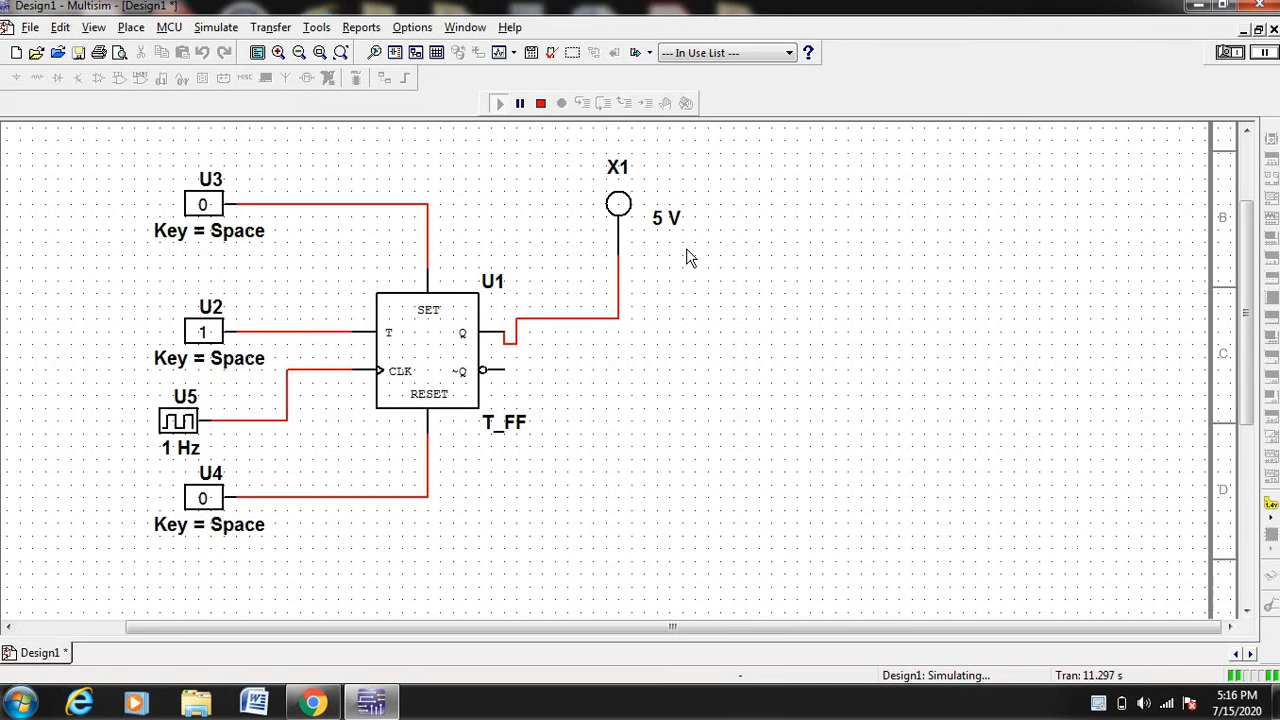 Design1 - Multisim - [Design1 *]
File Edit View Place MCU Simulate Transfer Tools Reports Options Window Help
--- In Use List --- ?
X1
U3
0
5 V
Key = Space
U1
SET
U2
1
T Q
Key = Space
CLK ~Q
U5
RESET
T_FF
1 Hz
U4
0
Key = Space
B
C
D
1.4v
Design1 *
- Design1: Simulating... Tran: 11.297 s
5:16 PM
7/15/2020